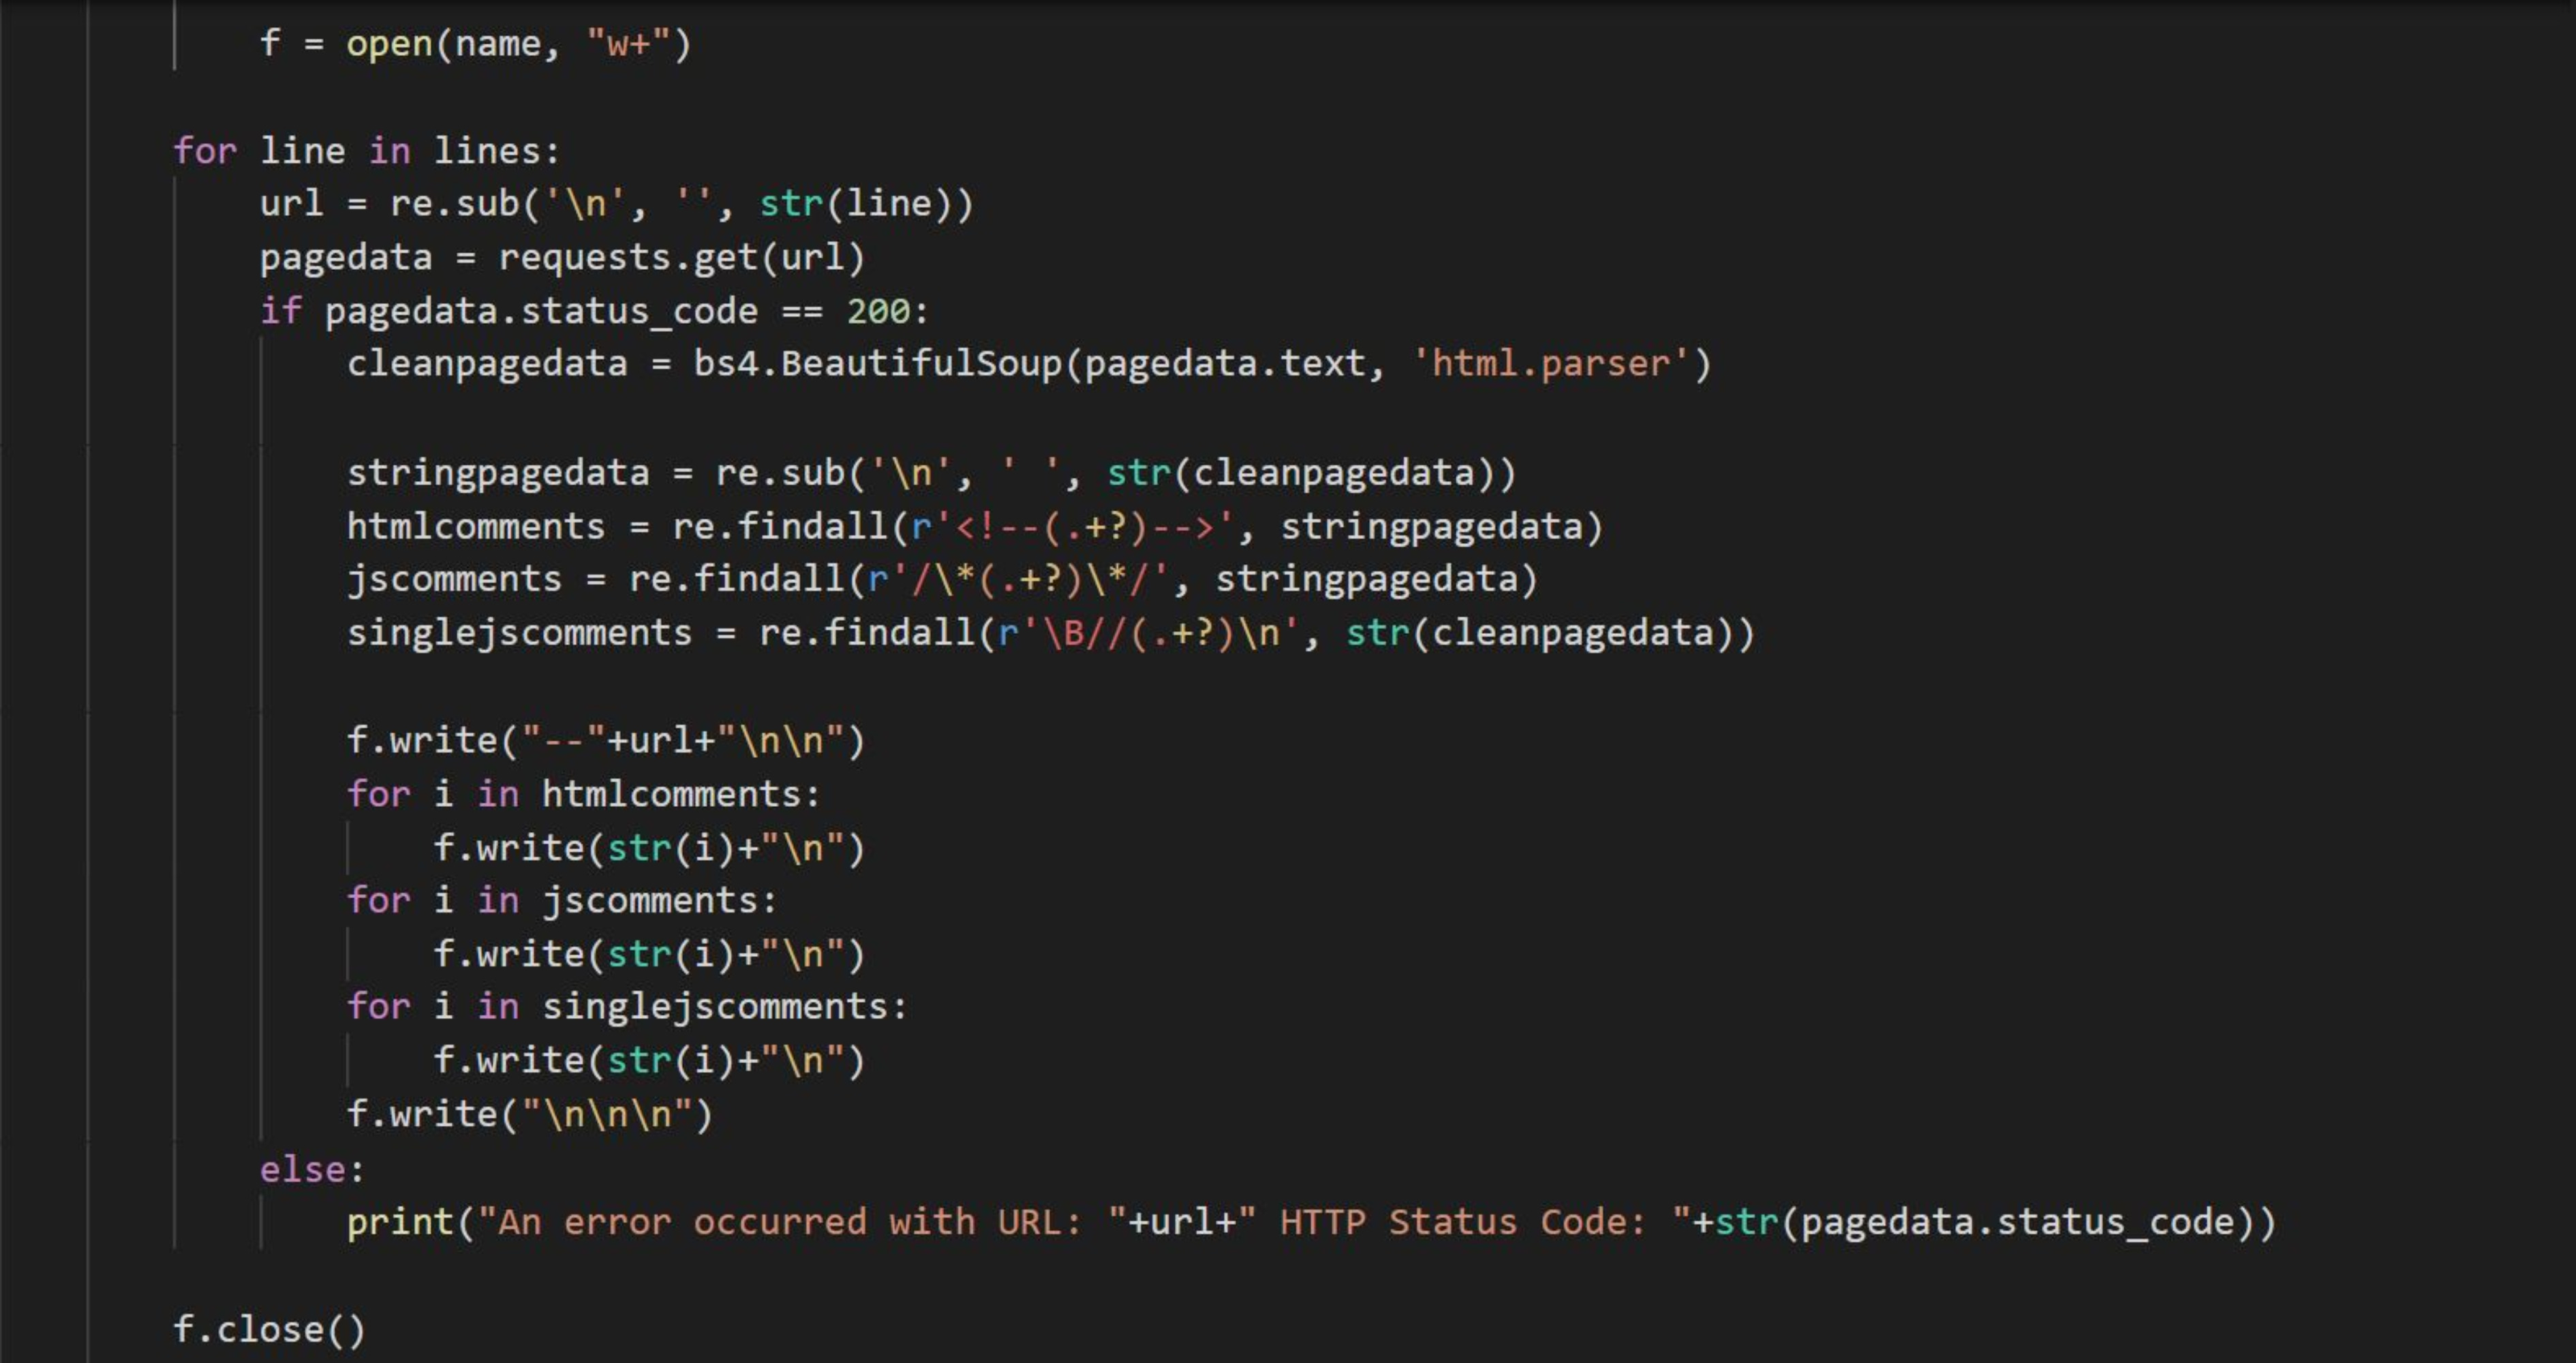 f = open(name, "w+")
for line in lines:
url = re.sub('\n', '', str(line))
pagedata = requests.get(url)
if pagedata.status_code == 200:
cleanpagedata = bs4.BeautifulSoup(pagedata.text, 'html.parser')
stringpagedata = re.sub('\n', ' ', str(cleanpagedata))
htmlcomments = re.findall(r'<!--(.+?)-->', stringpagedata)
jscomments = re.findall(r'/\*(.+?)\*/', stringpagedata)
singlejscomments = re.findall(r'\B//(.+?)\n', str(cleanpagedata))
f.write("--"+url+"\n\n")
for i in htmlcomments:
f.write(str(i)+"\n")
for i in jscomments:
f.write(str(i)+"\n")
for i in singlejscomments:
f.write(str(i)+"\n")
f.write("\n\n\n")
else:
print("An error occurred with URL: "+url+" HTTP Status Code: "+str(pagedata.status_code))
f.close()